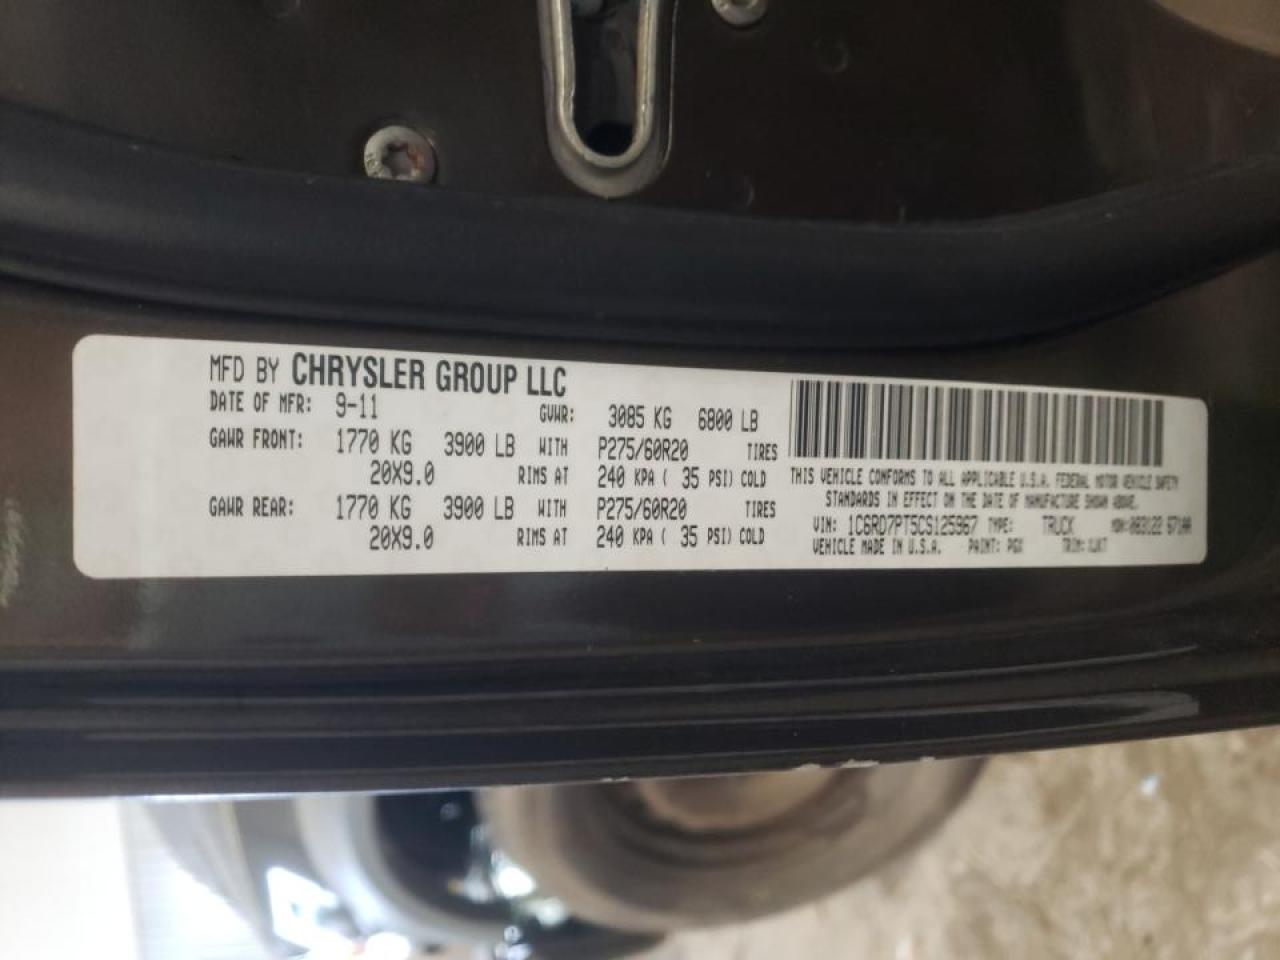 MFD BY CHRYSLER GROUP LLC
DATE OF MFR: 9-11 GVWR: 3085 KG 6800 LB
GAWR FRONT: 1770 KG 3900 LB WITH P275/60R20 TIRES
20X9.0 RIMS AT 240 KPA ( 35 PSI) COLD
GAWR REAR: 1770 KG 3900 LB WITH P275/60R20 TIRES
20X9.0 RIMS AT 240 KPA ( 35 PSI) COLD
THIS VEHICLE CONFORMS TO ALL APPLICABLE U.S.A. FEDERAL MOTOR VEHICLE SAFETY
STANDARDS IN EFFECT ON THE DATE OF MANUFACTURE SHOWN ABOVE.
VIN: 1C6RD7PT5CS125967 TYPE: TRUCK MDH: 083122 671AA
VEHICLE MADE IN U.S.A. PAINT: PGX TRIM: